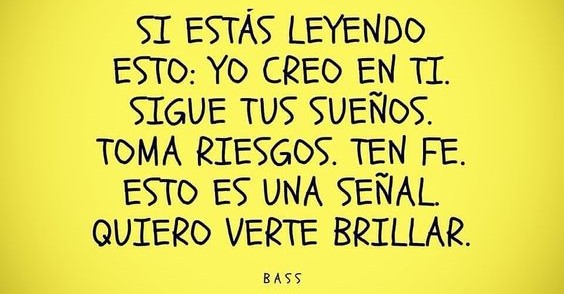 SI ESTÁS LEYENDO
ESTO: YO CREO EN TI.
SIGUE TUS SUEÑOS.
TOMA RIESGOS. TEN FE.
ESTO ES UNA SEÑAL.
QUIERO VERTE BRILLAR.
BASS